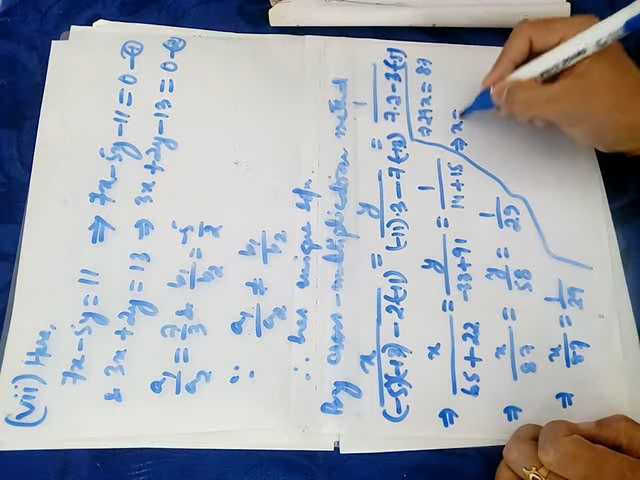 (vii) Here,
7x-5y=11 ⇒ 7x-5y-11=0-①
& 3x+2y=13 ⇒ 3x+2y-13=0-②
a₁/a₂ = 7/3 & b₁/b₂ = -5/2
∴ a₁/a₂ ≠ b₁/b₂
∴ has unique
By cross-multiplication method
x/((-5)(-13)-2(-11)) = y/((-11)·3-7(-13)) = 1/(7·2-3(-5))
⇒ x/(65+22) = y/(-33+91) = 1/(14+15)
⇒ x/87 = y/58 = 1/29
⇒ x/87 = 1/29
⇒29x=87
⇒x=